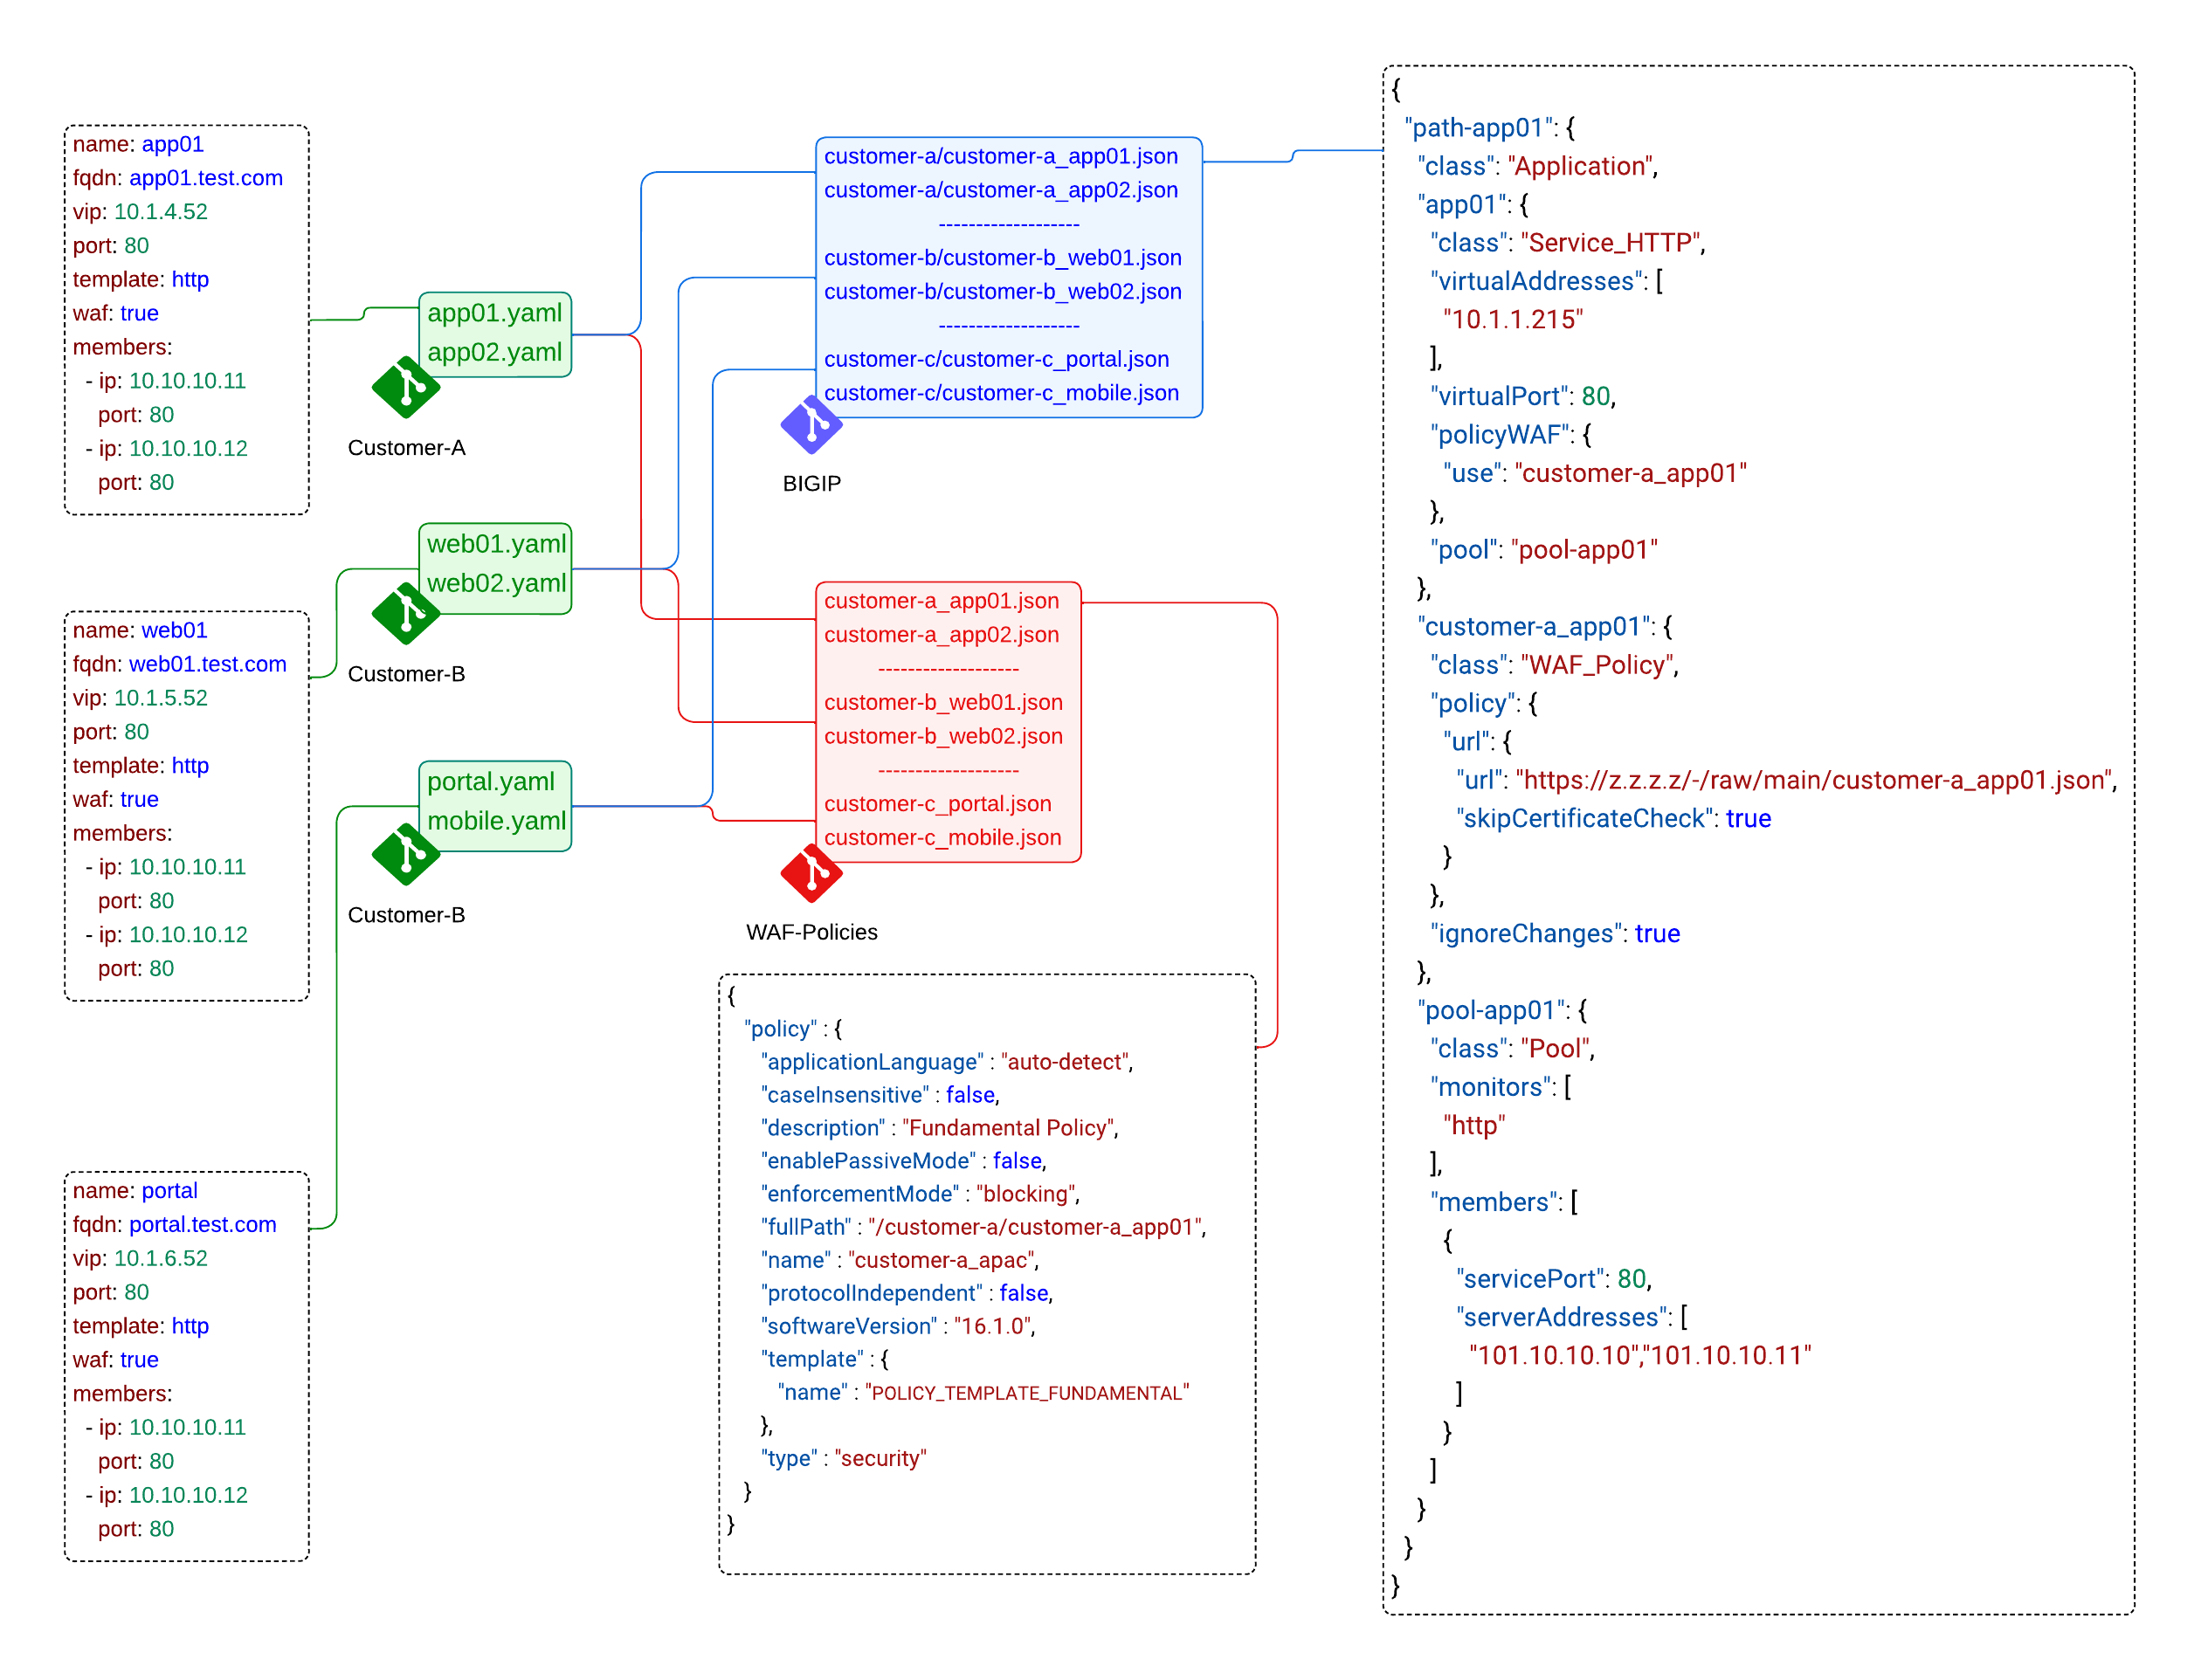 name: app01
fqdn: app01.test.com
vip: 10.1.4.52
port: 80
template: http
waf: true
members:
- ip: 10.10.10.11
port: 80
- ip: 10.10.10.12
port: 80
app01.yaml
app02.yaml
Customer-A
name: web01
fqdn: web01.test.com
vip: 10.1.5.52
port: 80
template: http
waf: true
members:
- ip: 10.10.10.11
port: 80
- ip: 10.10.10.12
port: 80
web01.yaml
web02.yaml
Customer-B
name: portal
fqdn: portal.test.com
vip: 10.1.6.52
port: 80
template: http
waf: true
members:
- ip: 10.10.10.11
port: 80
- ip: 10.10.10.12
port: 80
portal.yaml
mobile.yaml
Customer-B
customer-a/customer-a_app01.json
customer-a/customer-a_app02.json
-------------------
customer-b/customer-b_web01.json
customer-b/customer-b_web02.json
-------------------
customer-c/customer-c_portal.json
customer-c/customer-c_mobile.json
BIGIP
customer-a_app01.json
customer-a_app02.json
-------------------
customer-b_web01.json
customer-b_web02.json
-------------------
customer-c_portal.json
customer-c_mobile.json
WAF-Policies
{
"policy" : {
"applicationLanguage" : "auto-detect",
"caseInsensitive" : false,
"description" : "Fundamental Policy",
"enablePassiveMode" : false,
"enforcementMode" : "blocking",
"fullPath" : "/customer-a/customer-a_app01",
"name" : "customer-a_apac",
"protocolIndependent" : false,
"softwareVersion" : "16.1.0",
"template" : {
"name" : "POLICY_TEMPLATE_FUNDAMENTAL"
},
"type" : "security"
}
}
{
"path-app01": {
"class": "Application",
"app01": {
"class": "Service_HTTP",
"virtualAddresses": [
"10.1.1.215"
],
"virtualPort": 80,
"policyWAF": {
"use": "customer-a_app01"
},
"pool": "pool-app01"
},
"customer-a_app01": {
"class": "WAF_Policy",
"policy": {
"url": {
"url": "https://z.z.z.z/-/raw/main/customer-a_app01.json",
"skipCertificateCheck": true
}
},
"ignoreChanges": true
},
"pool-app01": {
"class": "Pool",
"monitors": [
"http"
],
"members": [
{
"servicePort": 80,
"serverAddresses": [
"101.10.10.10","101.10.10.11"
]
}
]
}
}
}